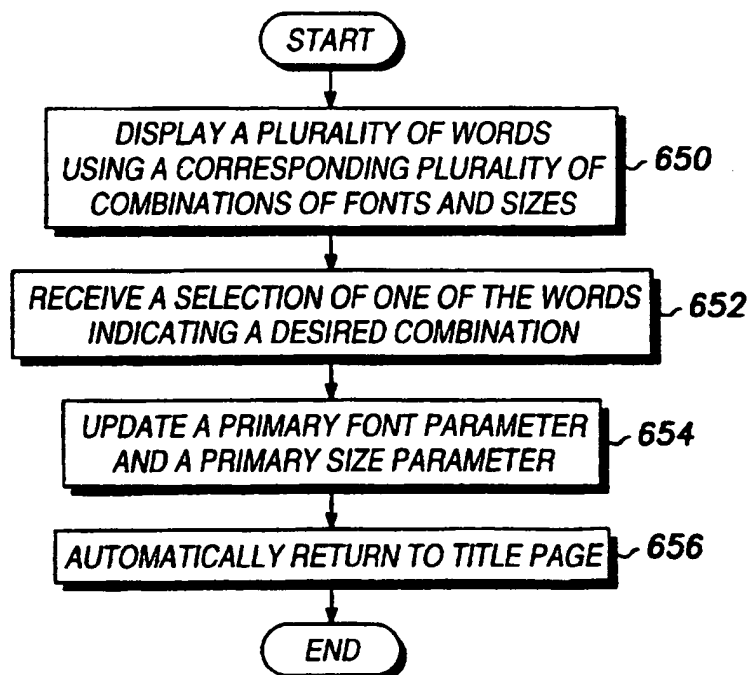 START
DISPLAY A PLURALITY OF WORDS
USING A CORRESPONDING PLURALITY OF
COMBINATIONS OF FONTS AND SIZES
650
RECEIVE A SELECTION OF ONE OF THE WORDS
INDICATING A DESIRED COMBINATION
652
UPDATE A PRIMARY FONT PARAMETER
AND A PRIMARY SIZE PARAMETER
654
AUTOMATICALLY RETURN TO TITLE PAGE
656
END